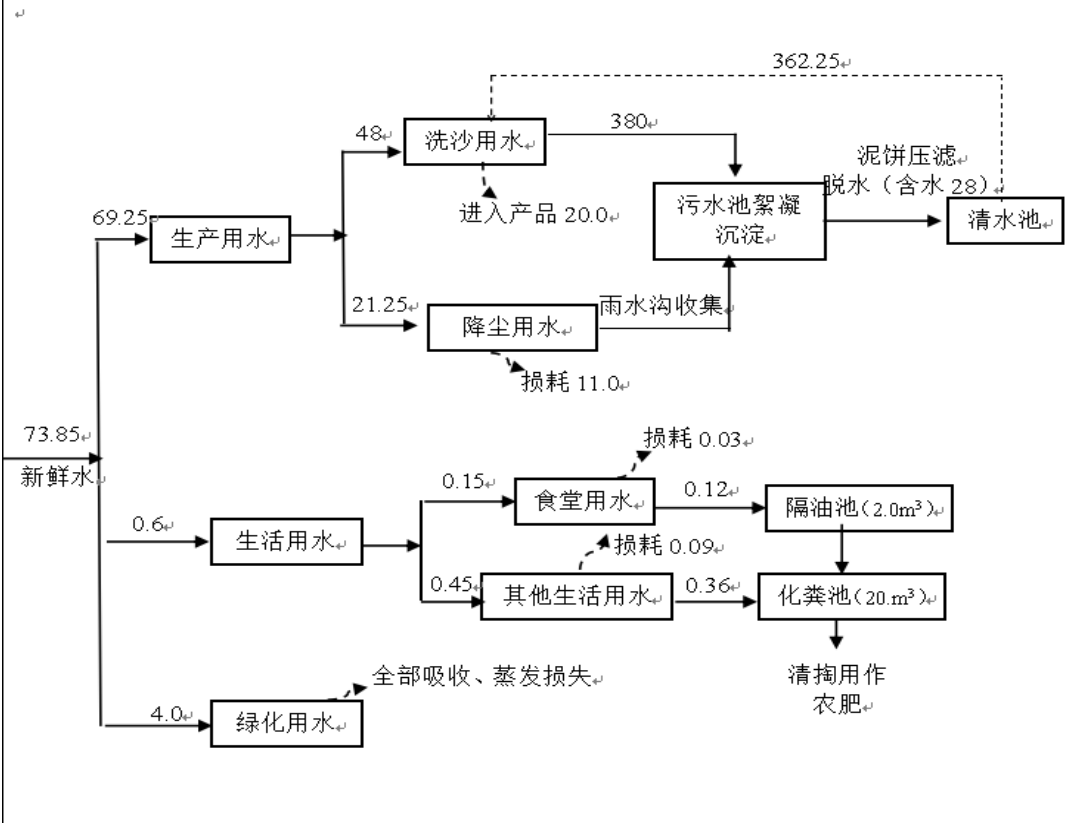 362.25
48
洗沙用水
380
泥饼压滤
脱水（含水 28）
进入产品 20.0
污水池絮凝
沉淀
清水池
69.25
生产用水
21.25
降尘用水
雨水沟收集
损耗 11.0
73.85
新鲜水
损耗 0.03
0.15
食堂用水
0.12
隔油池（2.0m³）
0.6
生活用水
损耗 0.09
0.45
其他生活用水
0.36
化粪池（20.m³）
全部吸收、蒸发损失
清掏用作
农肥
4.0
绿化用水